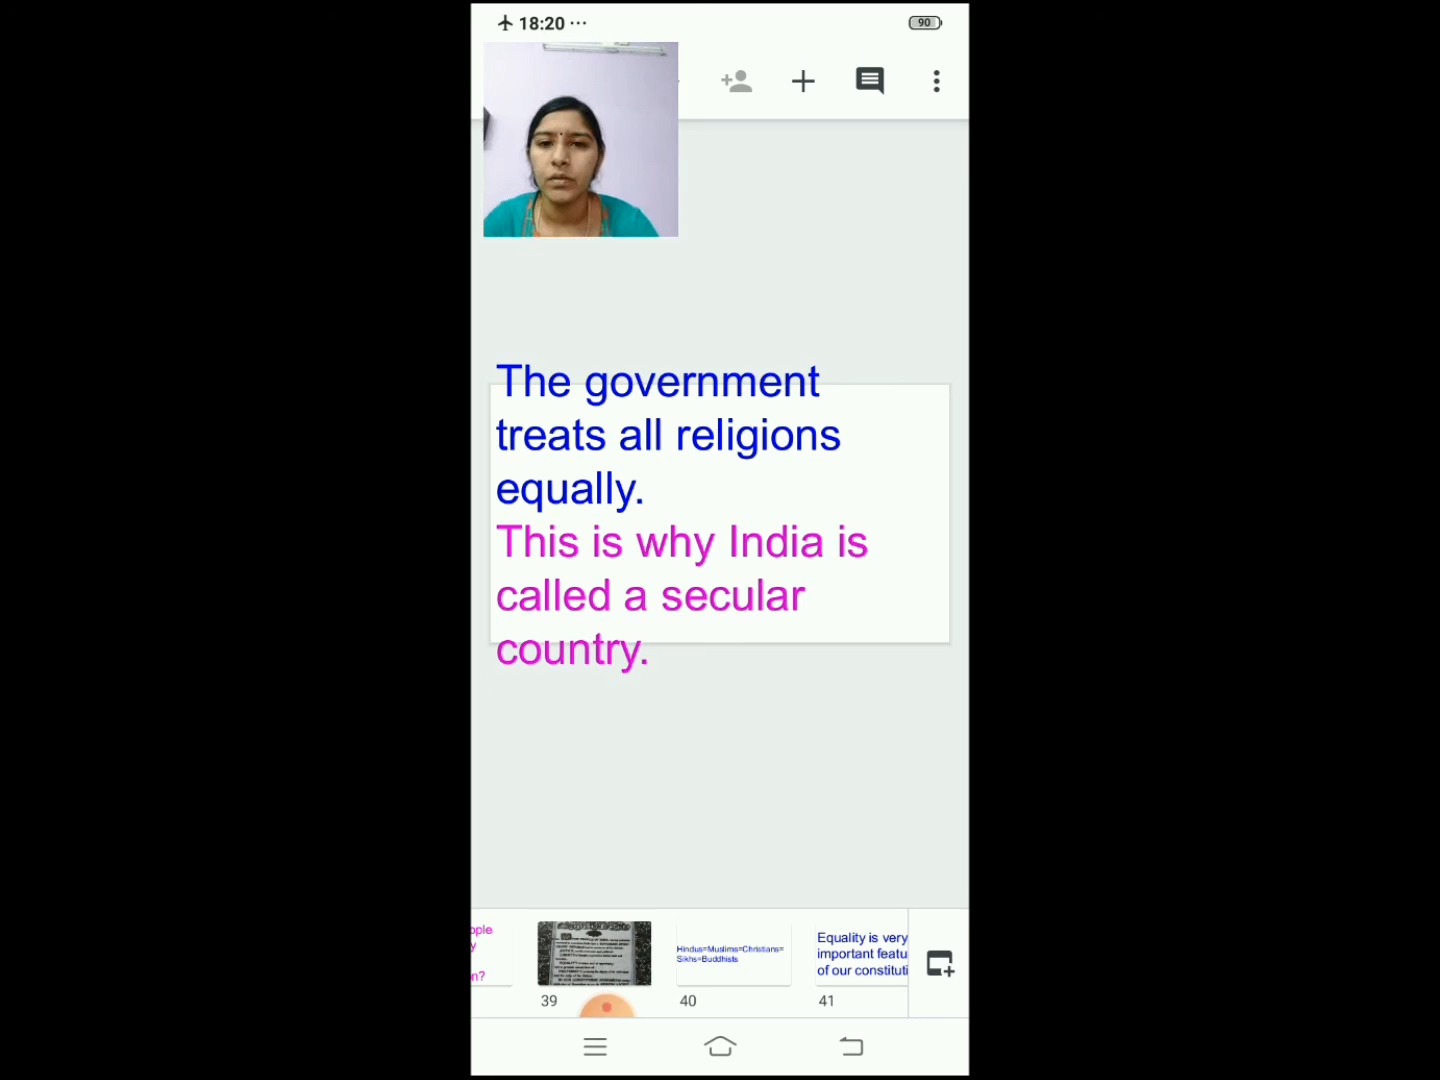 18:20 ...
90
The government
treats all religions
equally.
This is why India is
called a secular
country.
ople
y
n?
Hindus=Muslims=Christians=
Sikhs=Buddhists
Equality is very
important featu
of our constituti
39
40
41